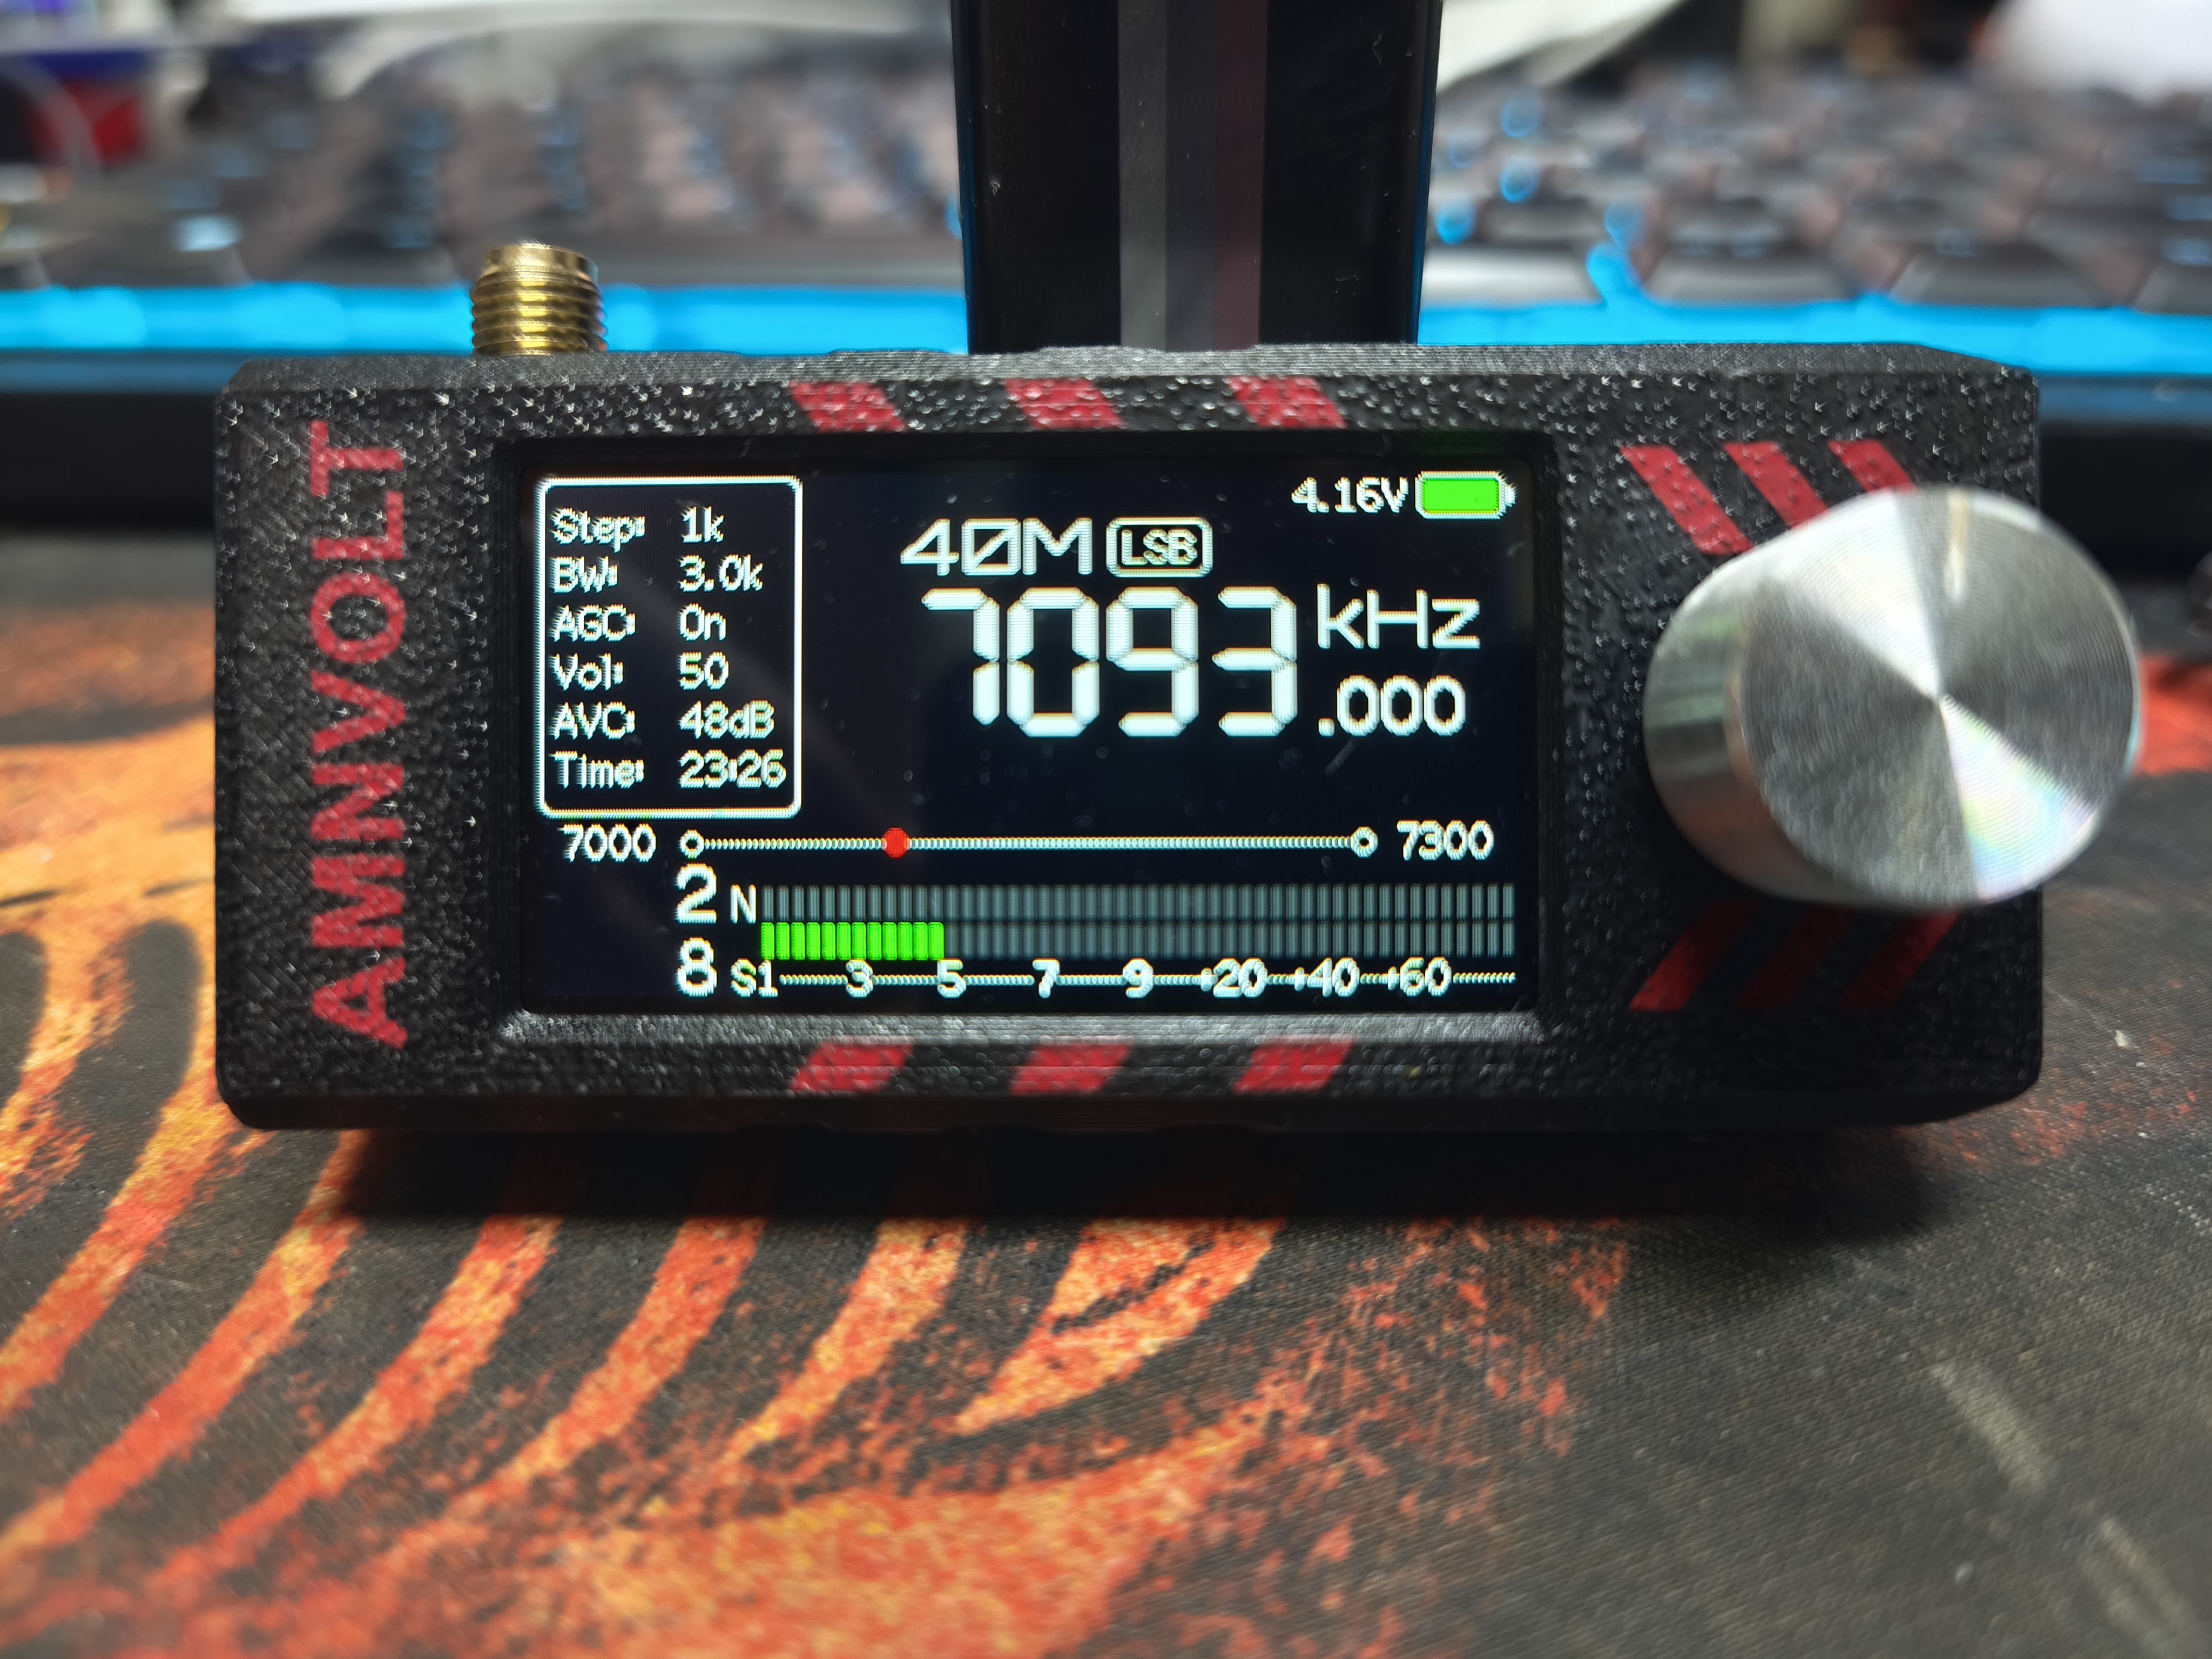 AMNVOLT
Step: 1k
BW: 3.0k
AGC: On
Vol: 50
AVC: 48dB
Time: 23:26
4.16V
40M LSB
7093.000 kHz
7000 7300
2 N
8 S1 3 5 7 9 +20 +40 +60